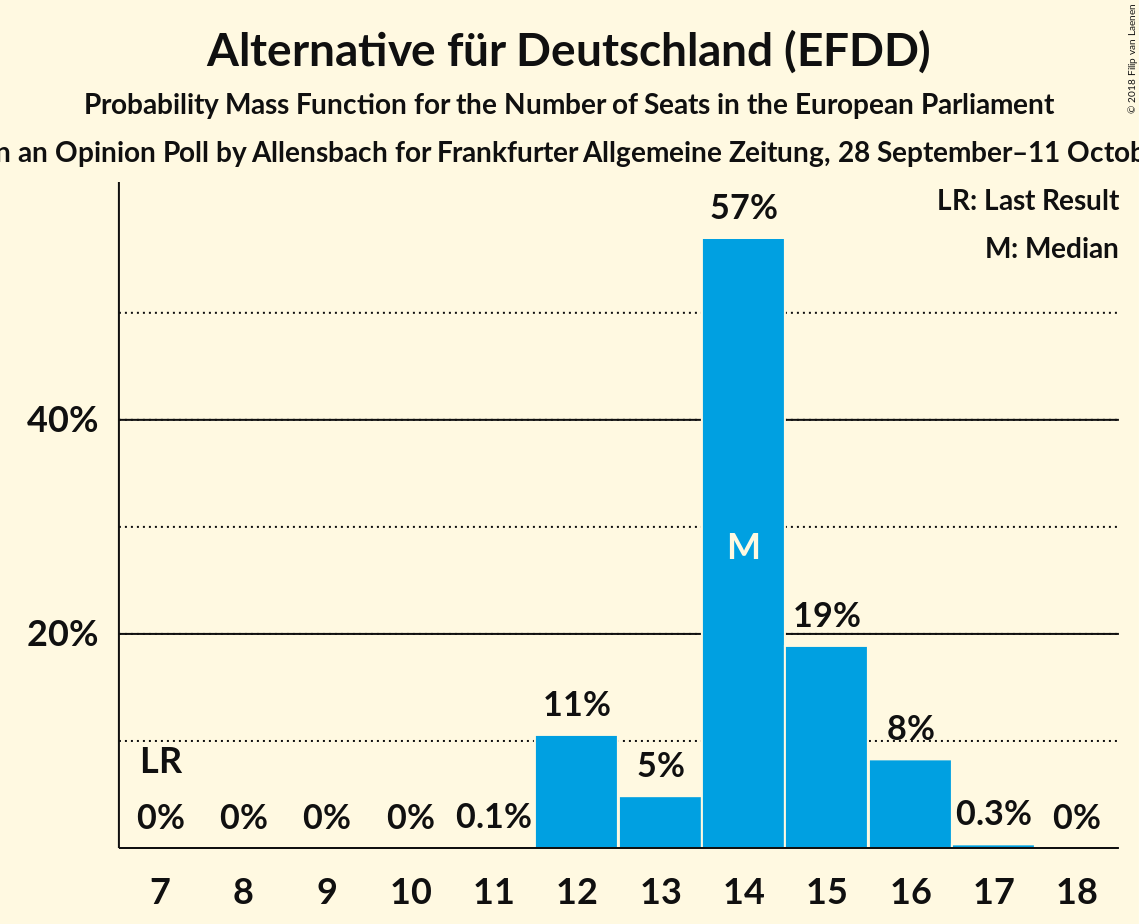 Alternative für Deutschland (EFDD)
Probability Mass Function for the Number of Seats in the European Parliament
an Opinion Poll by Allensbach for Frankfurter Allgemeine Zeitung, 28 September–11
© 2018 Filip van Laenen
LR: Last Result
M: Median
57%
40%
M
20%
19%
11%
8%
5%
LR
0% 0% 0% 0% 0.1% 0.3% 0%
7 8 9 10 11 12 13 14 15 16 17 18